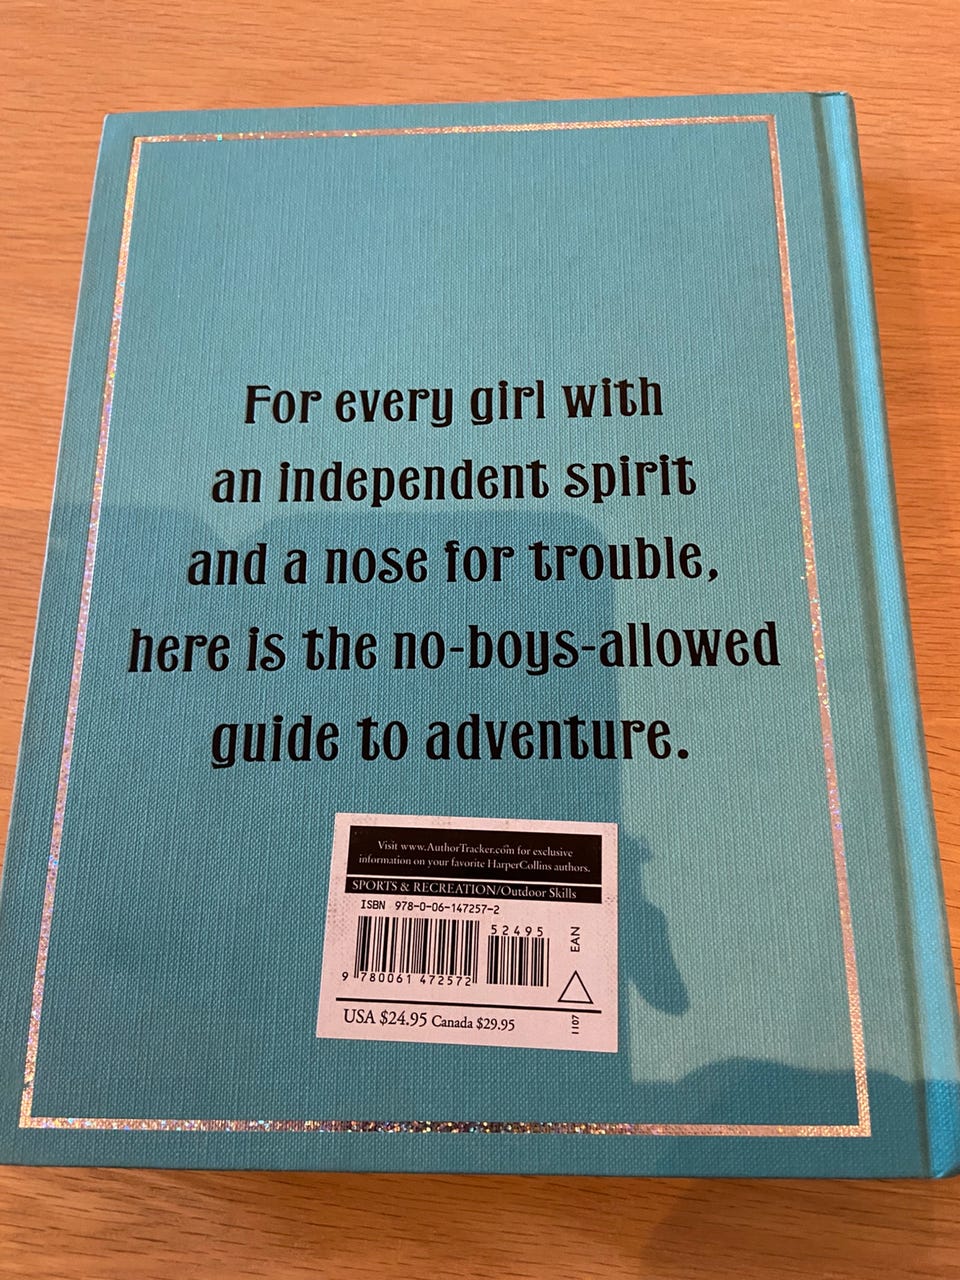 For every girl with
an independent spirit
and a nose for trouble,
here is the no-boys-allowed
guide to adventure.
Visit www.AuthorTracker.com for exclusive
information on your favorite HarperCollins authors.
SPORTS & RECREATION/Outdoor Skills
ISBN 978-0-06-147257-2
52495
EAN
9 780061 472572
USA $24.95 Canada $29.95
1107